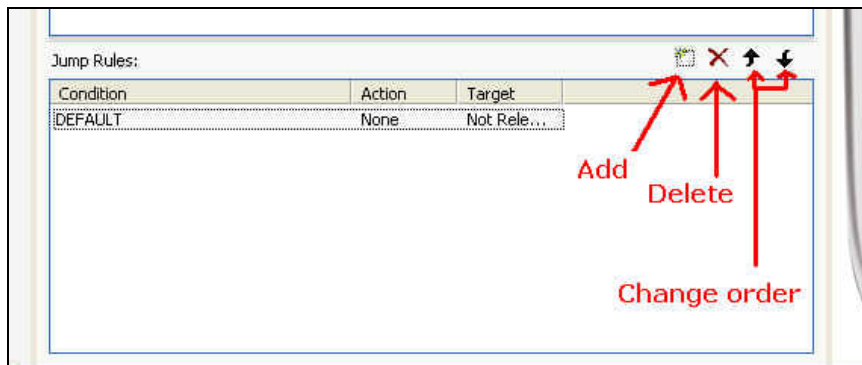 Jump Rules:
Condition Action Target
DEFAULT None Not Rele...
Add
Delete
Change order